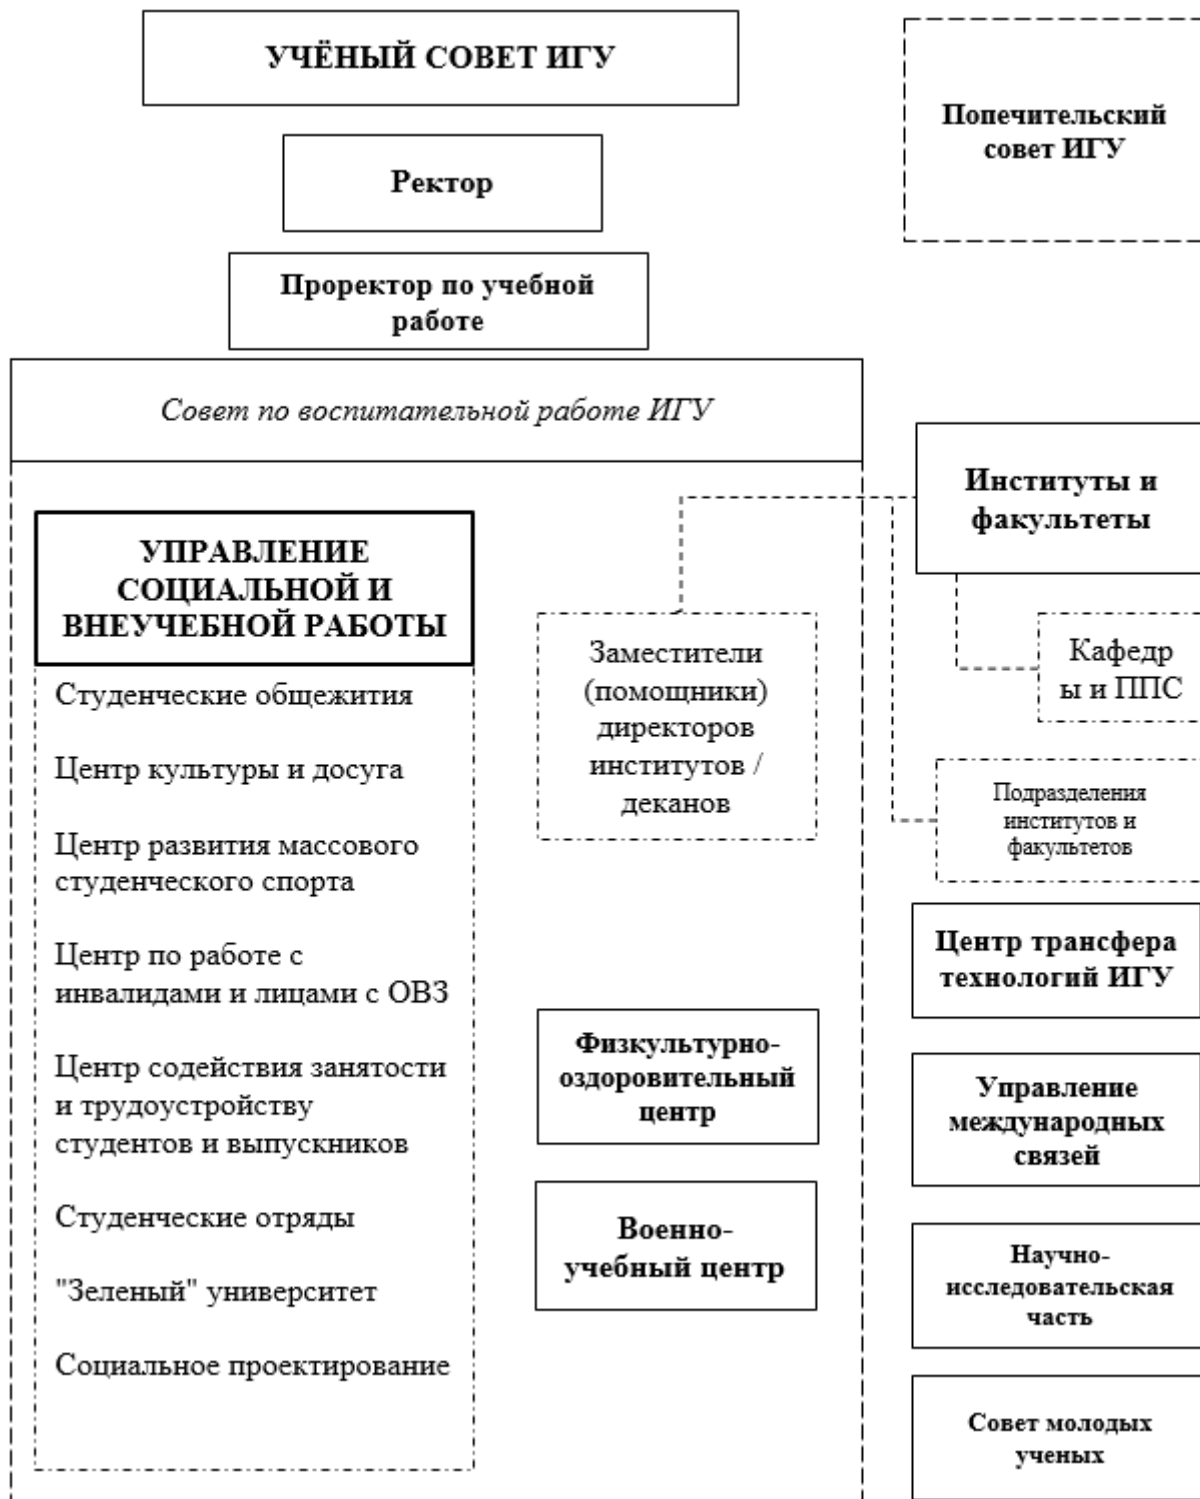 УЧЁНЫЙ СОВЕТ ИГУ
Попечительский
совет ИГУ
Ректор
Проректор по учебной
работе
Совет по воспитательной работе ИГУ
УПРАВЛЕНИЕ
СОЦИАЛЬНОЙ И
ВНЕУЧЕБНОЙ РАБОТЫ
Студенческие общежития
Центр культуры и досуга
Центр развития массового
студенческого спорта
Центр по работе с
инвалидами и лицами с ОВЗ
Центр содействия занятости
и трудоустройству
студентов и выпускников
Студенческие отряды
"Зеленый" университет
Социальное проектирование
Заместители
(помощники)
директоров
институтов /
деканов
Физкультурно-
оздоровительный
центр
Военно-
учебный центр
Институты и
факультеты
Кафедр
ы и ППС
Подразделения
институтов и
факультетов
Центр трансфера
технологий ИГУ
Управление
международных
связей
Научно-
исследовательская
часть
Совет молодых
ученых